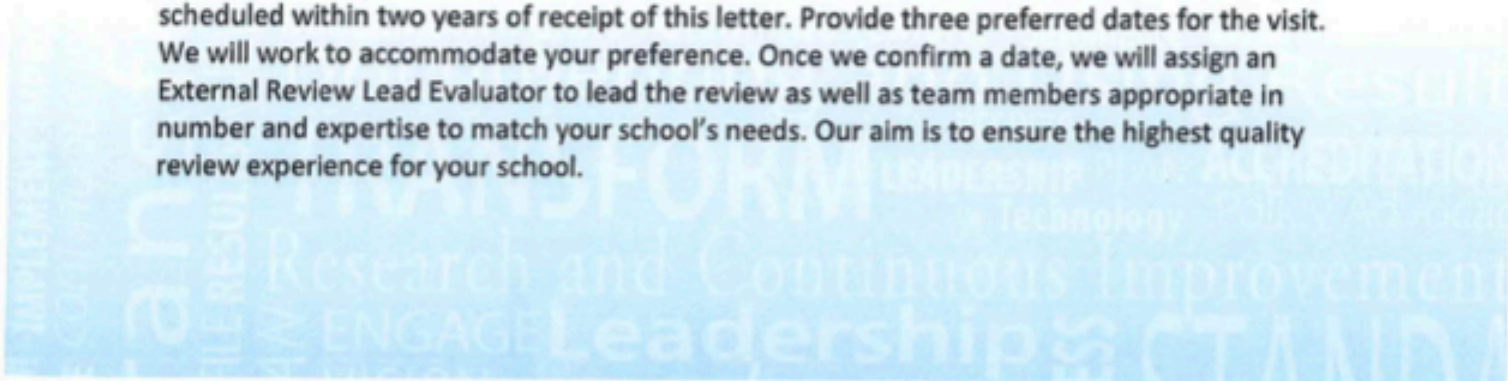 scheduled within two years of receipt of this letter. Provide three preferred dates for the visit.
We will work to accommodate your preference. Once we confirm a date, we will assign an
External Review Lead Evaluator to lead the review as well as team members appropriate in
number and expertise to match your school's needs. Our aim is to ensure the highest quality
review experience for your school.
TRANSFORM
LEADERSHIP
ACCREDITATION
Technology
Research and Continuous Improvement
ENGAGE
Leadership
IMPLEMENT